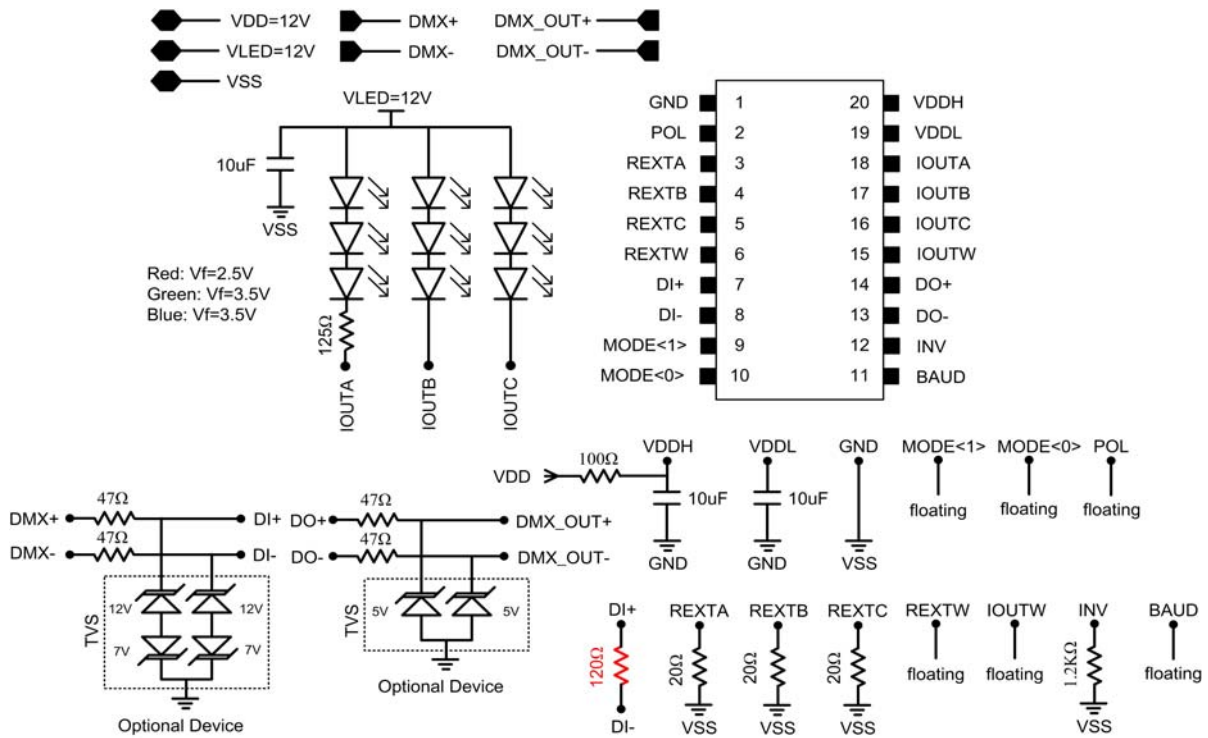 VDD=12V
DMX+
DMX_OUT+
VLED=12V
DMX-
DMX_OUT-
VSS
VLED=12V
10uF
VSS
Red: Vf=2.5V
Green: Vf=3.5V
Blue: Vf=3.5V
125Ω
IOUTA
IOUTB
IOUTC
GND 1 20 VDDH
POL 2 19 VDDL
REXTA 3 18 IOUTA
REXTB 4 17 IOUTB
REXTC 5 16 IOUTC
REXTW 6 15 IOUTW
DI+ 7 14 DO+
DI- 8 13 DO-
MODE<1> 9 12 INV
MODE<0> 10 11 BAUD
VDD
100Ω
VDDH
10uF
GND
VDDL
10uF
GND
GND
VSS
MODE<1>
floating
MODE<0>
floating
POL
floating
DMX+
47Ω
DI+
DMX-
47Ω
DI-
TVS
12V
12V
7V
7V
Optional Device
DO+
47Ω
DMX_OUT+
DO-
47Ω
DMX_OUT-
TVS
5V
5V
Optional Device
DI+
120Ω
DI-
REXTA
20Ω
VSS
REXTB
20Ω
VSS
REXTC
20Ω
VSS
REXTW
floating
IOUTW
floating
INV
1.2KΩ
VSS
BAUD
floating